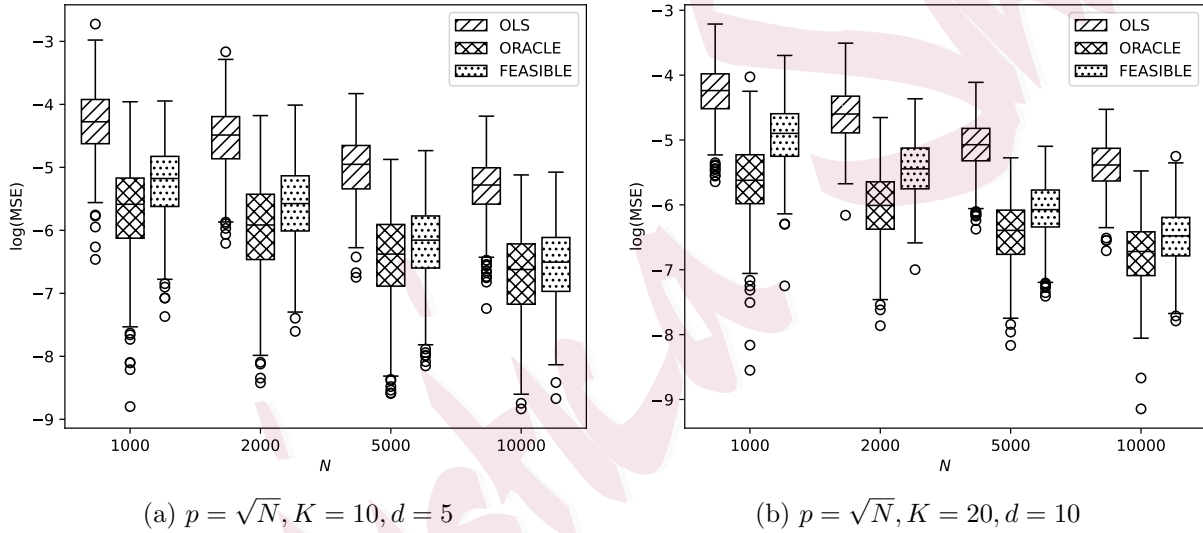 −3
−4
−5
−6
−7
−8
−9
log(MSE)
OLS
ORACLE
FEASIBLE
1000
2000
5000
10000
N
(a) p = √N, K = 10, d = 5
−3
−4
−5
−6
−7
−8
−9
log(MSE)
OLS
ORACLE
FEASIBLE
1000
2000
5000
10000
N
(b) p = √N, K = 20, d = 10